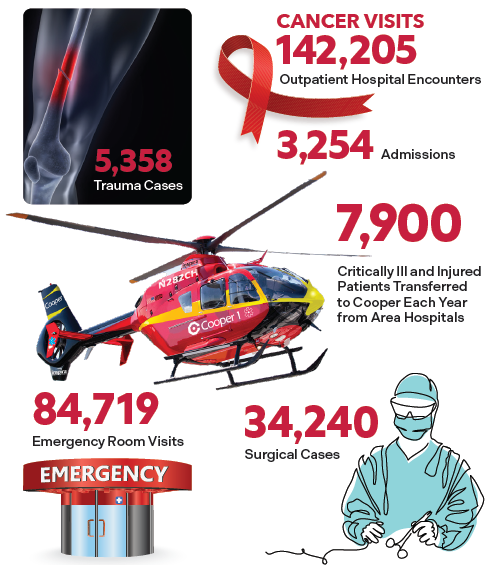 CANCER VISITS
142,205
Outpatient Hospital Encounters
3,254 Admissions
5,358
Trauma Cases
7,900
Critically Ill and Injured
Patients Transferred
to Cooper Each Year
from Area Hospitals
N282CH
Cooper
Cooper 1
84,719
Emergency Room Visits
EMERGENCY
34,240
Surgical Cases